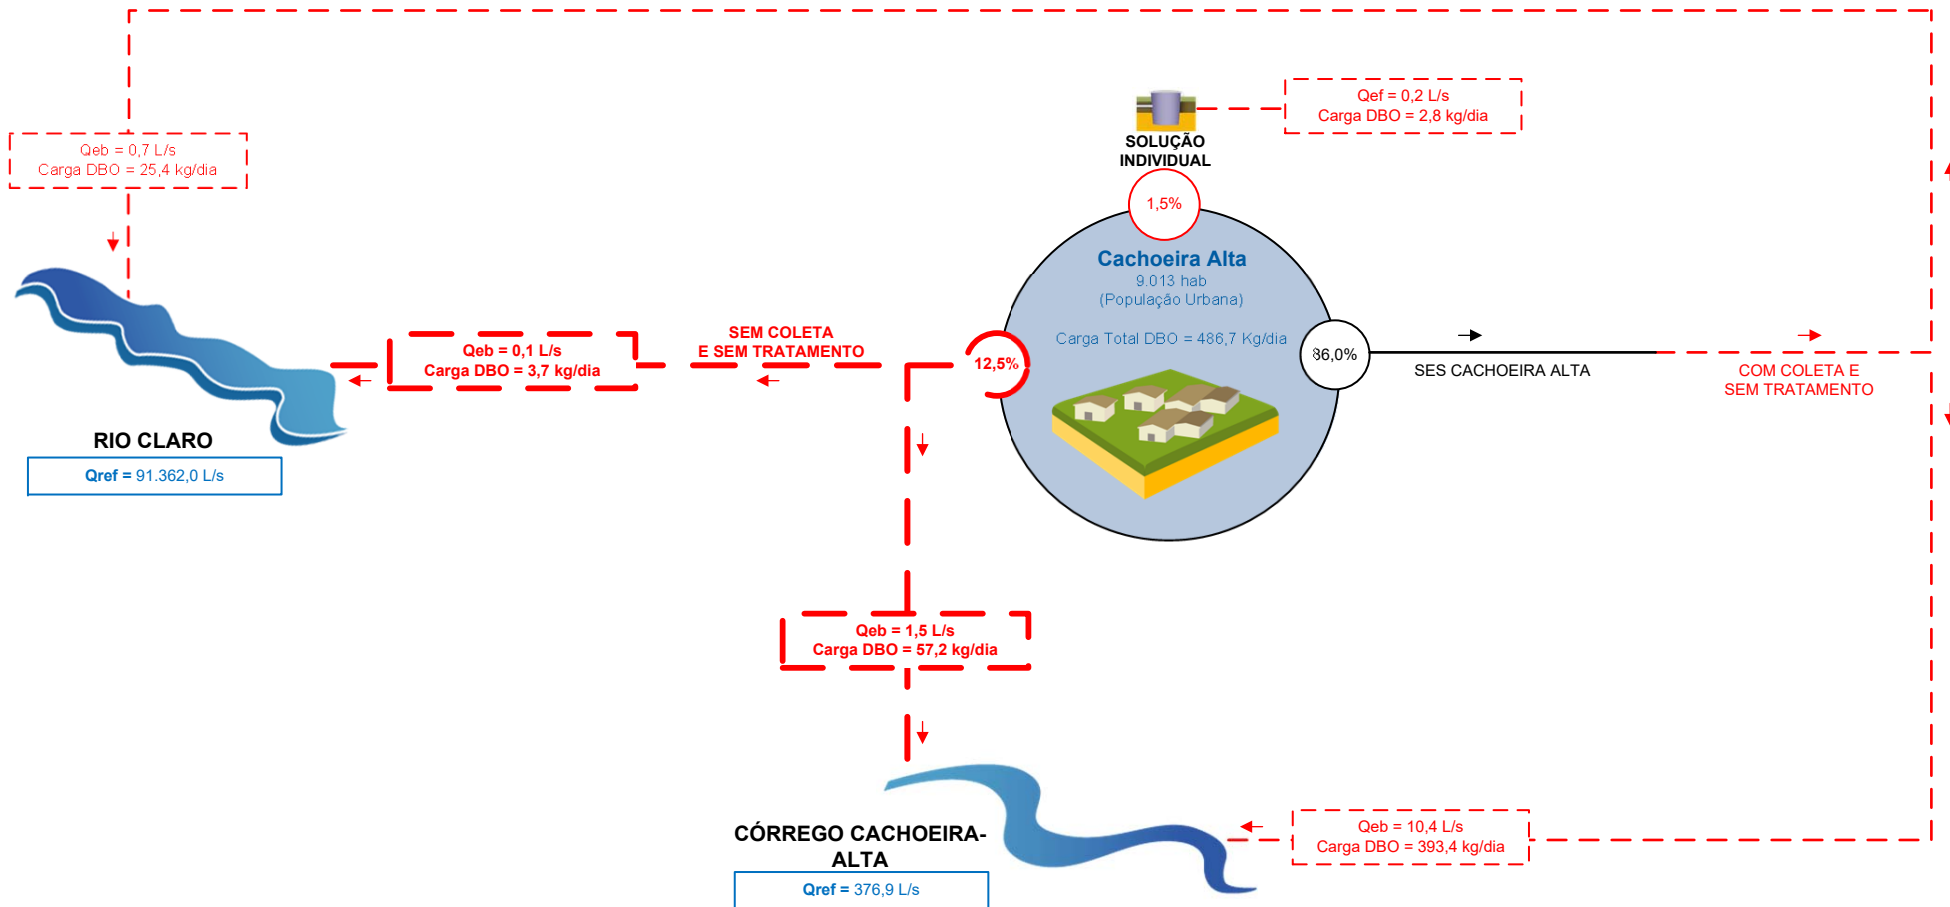 Qef = 0,2 L/s
Carga DBO = 2,8 kg/dia
SOLUÇÃO
INDIVIDUAL
Qeb = 0,7 L/s
Carga DBO = 25,4 kg/dia
1,5%
Cachoeira Alta
9.013 hab
(População Urbana)
Carga Total DBO = 486,7 Kg/dia
SEM COLETA
E SEM TRATAMENTO
Qeb = 0,1 L/s
Carga DBO = 3,7 kg/dia
12,5%
86,0%
SES CACHOEIRA ALTA
COM COLETA E
SEM TRATAMENTO
RIO CLARO
Qref = 91.362,0 L/s
Qeb = 1,5 L/s
Carga DBO = 57,2 kg/dia
CÓRREGO CACHOEIRA-
ALTA
Qref = 376,9 L/s
Qeb = 10,4 L/s
Carga DBO = 393,4 kg/dia